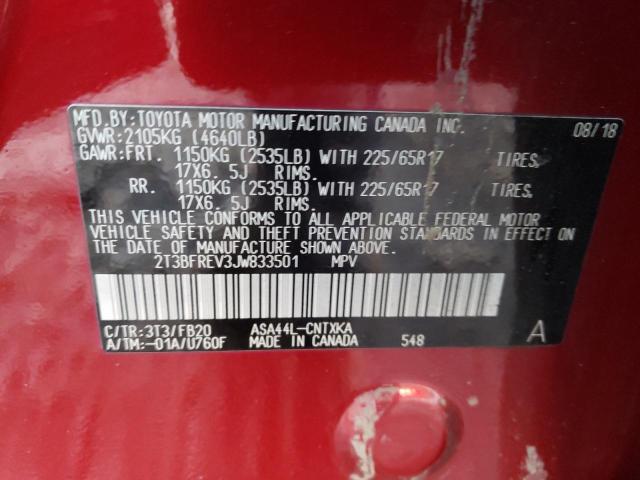 MFD.BY:TOYOTA MOTOR MANUFACTURING CANADA INC. 08/18
GVWR:2105KG (4640LB)
GAWR:FRT. 1150KG (2535LB) WITH 225/65R17 TIRES,
17X6. 5J RIMS.
RR. 1150KG (2535LB) WITH 225/65R17 TIRES,
17X6. 5J RIMS.
THIS VEHICLE CONFORMS TO ALL APPLICABLE FEDERAL MOTOR
VEHICLE SAFETY AND THEFT PREVENTION STANDARDS IN EFFECT ON
THE DATE OF MANUFACTURE SHOWN ABOVE.
2T3BFREV3JW833501 MPV
C/TR:3T3/FB20 ASA44L-CNTXKA
A/TM:-01A/U760F MADE IN CANADA 548 A